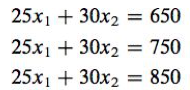 25x₁ + 30x₂ = 650
25x₁ + 30x₂ = 750
25x₁ + 30x₂ = 850